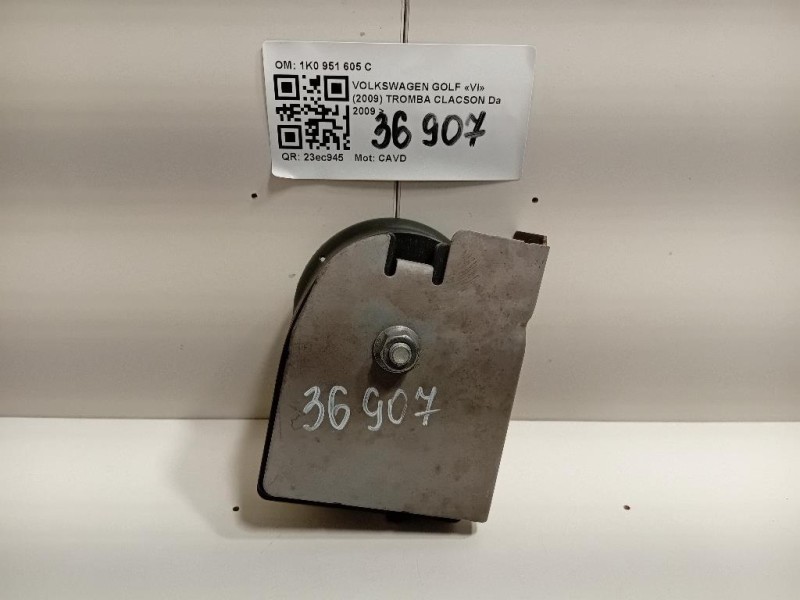 OM: 1K0 951 605 C
VOLKSWAGEN GOLF «VI»
(2009) TROMBA CLACSON Da
2009 >
36 907
QR: 23ec945 Mot: CAVD
36 907